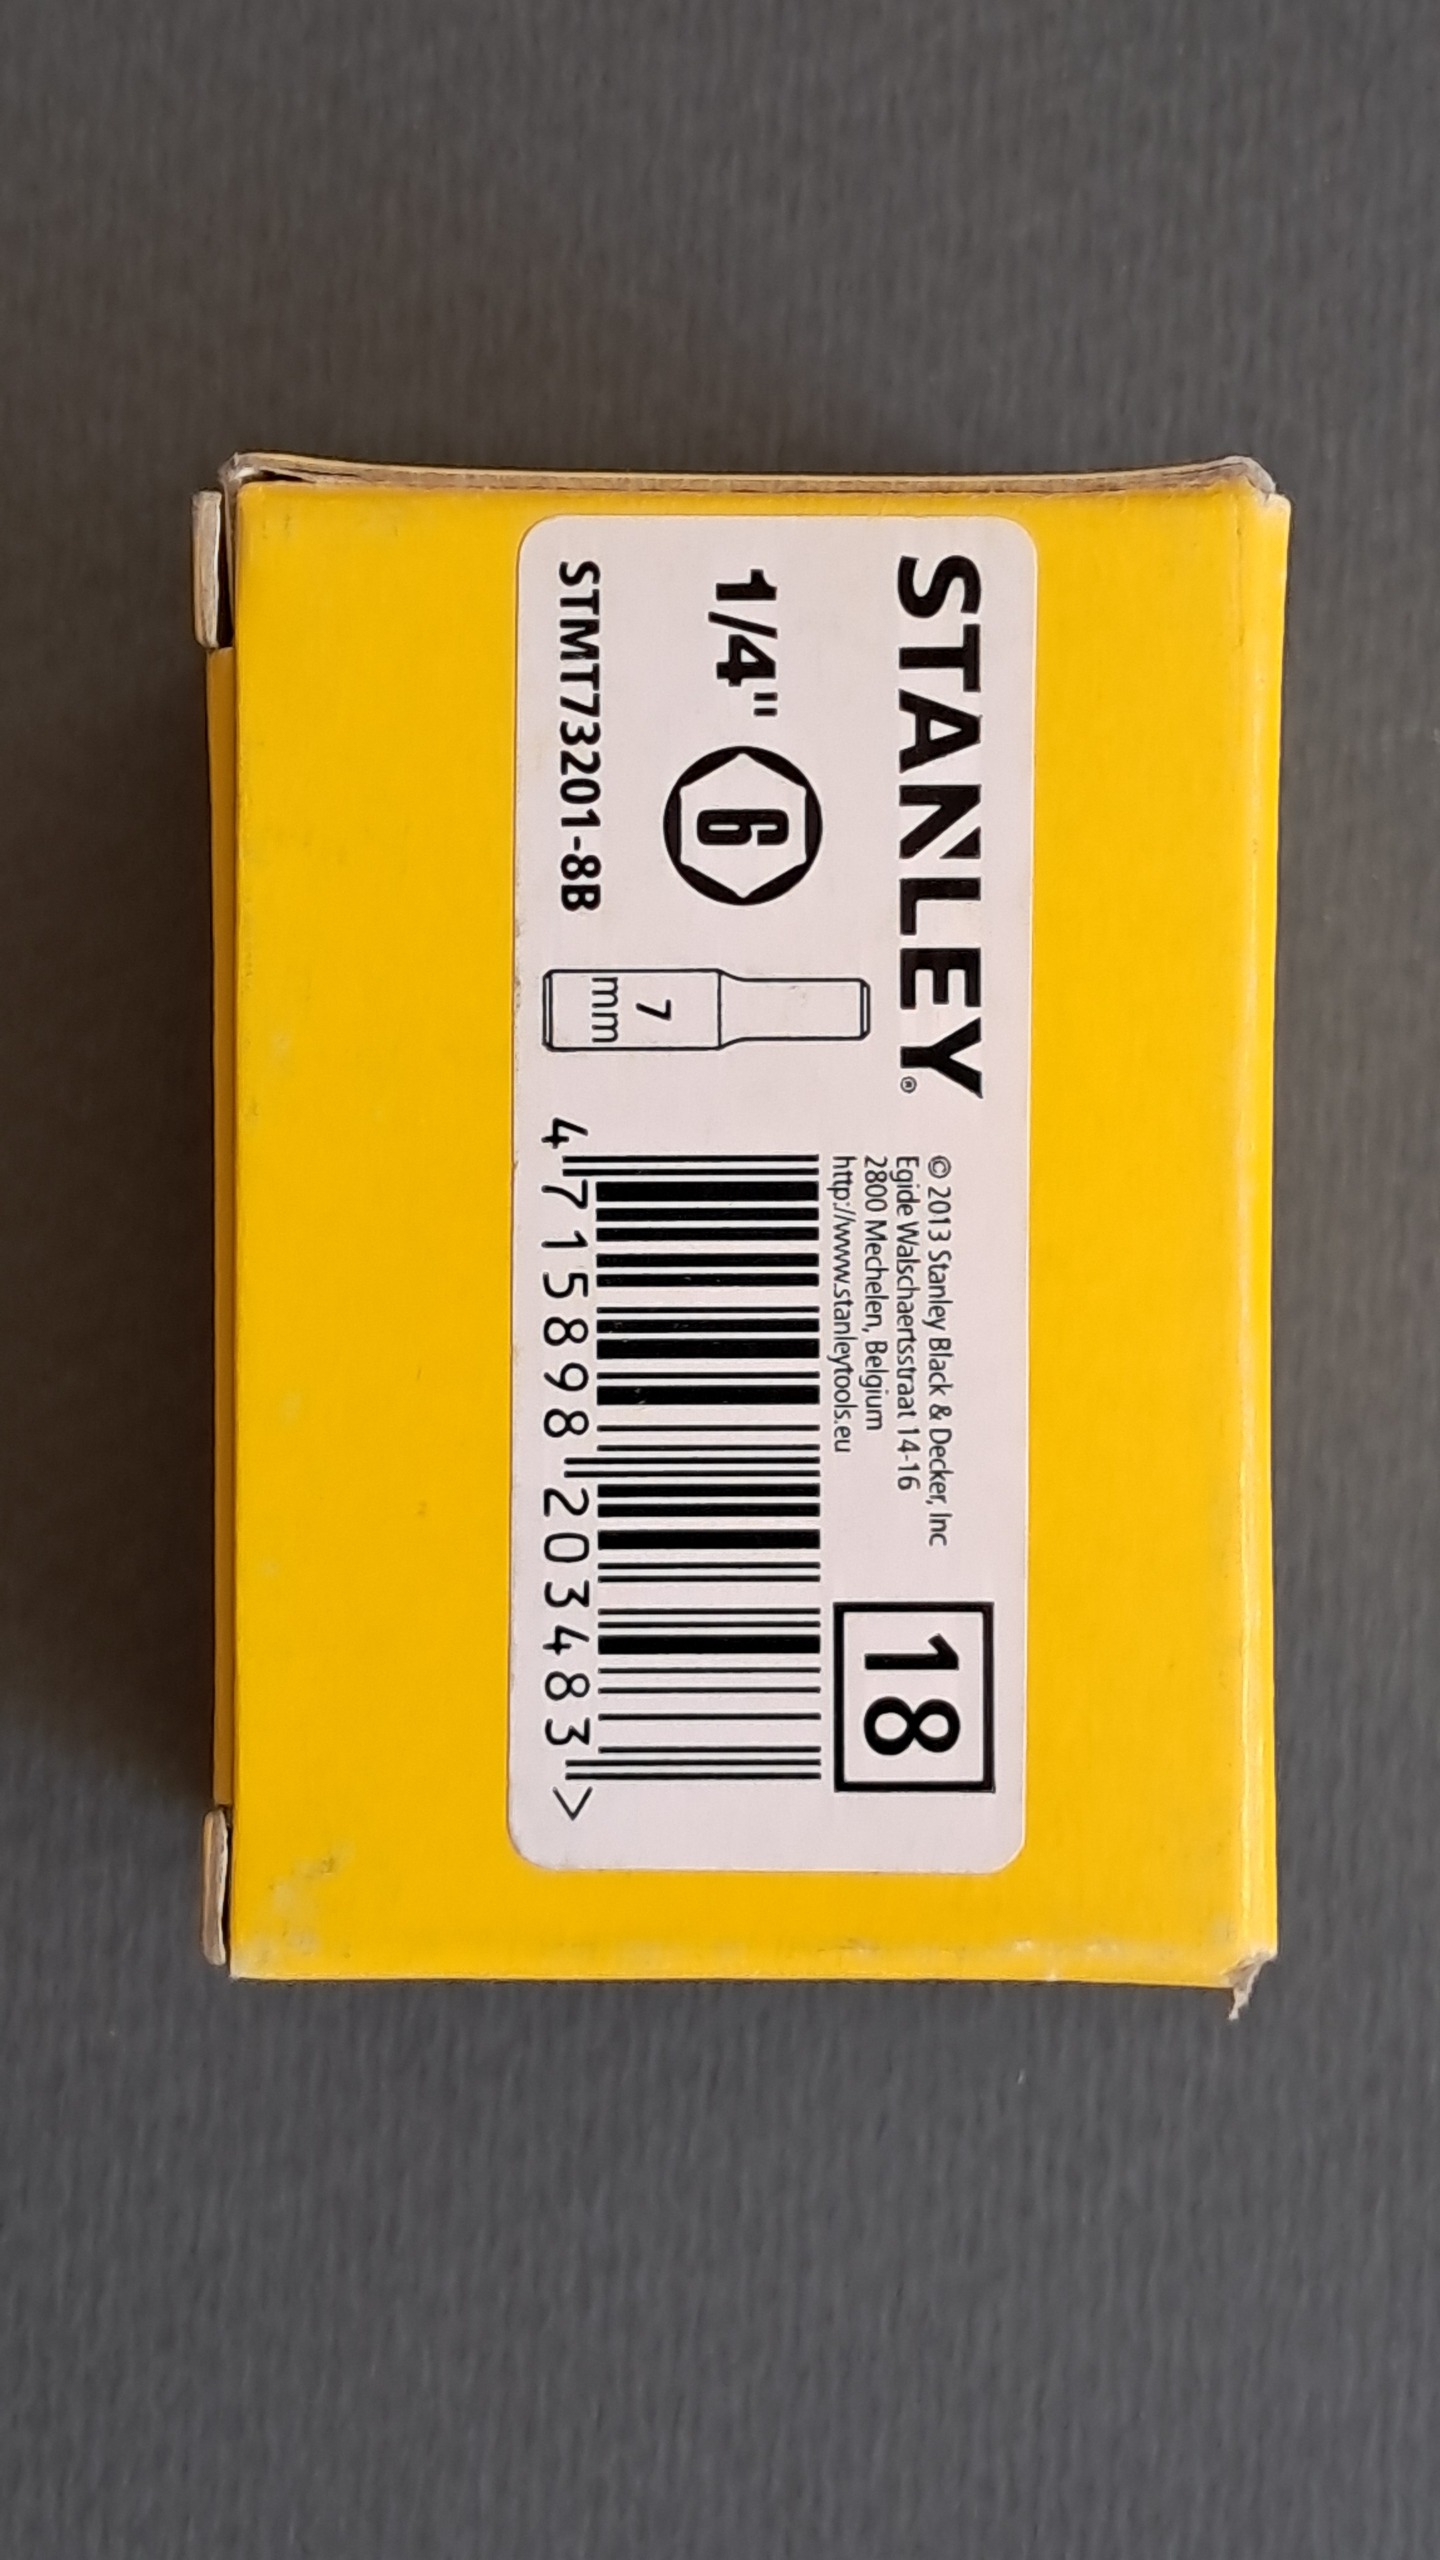 STANLEY®
1/4" 6
7
mm
STMT73201-8B
© 2013 Stanley Black & Decker, Inc
Egide Walschaertsstraat 14-16
2800 Mechelen, Belgium
http://www.stanleytools.eu
18
4 715898 203483 >